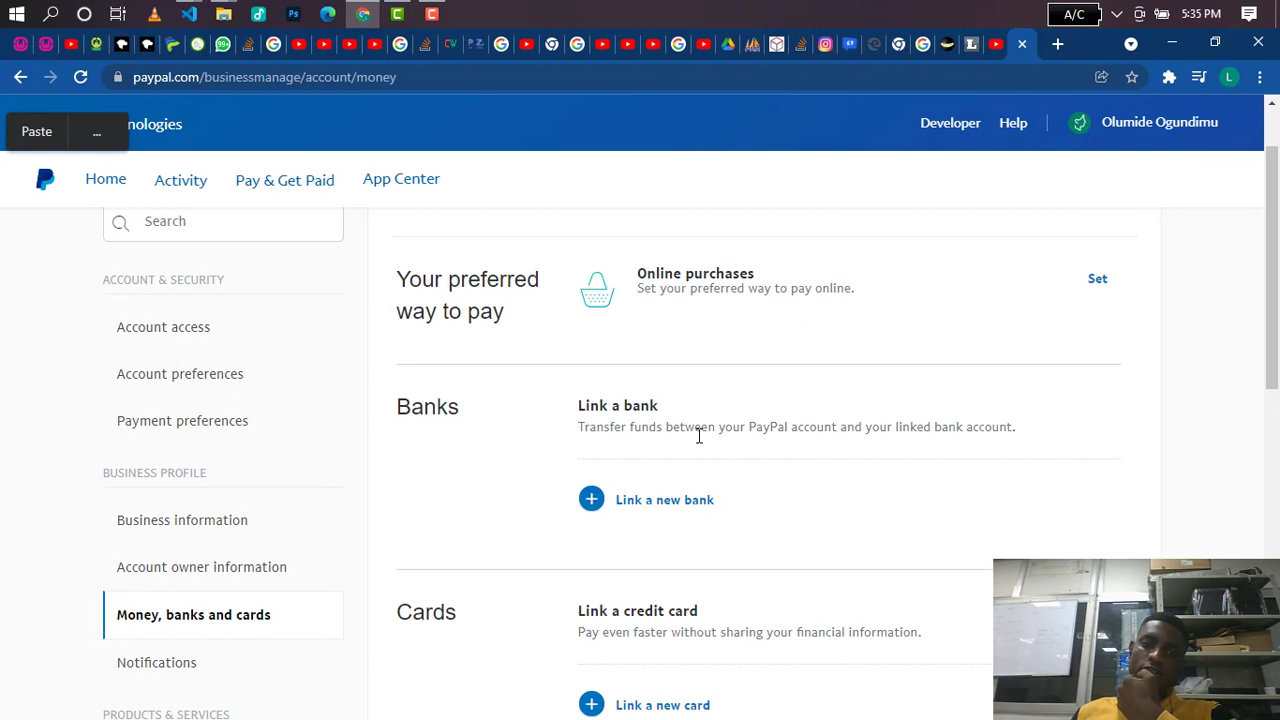 A/C
5:35 PM
99+
CW
PZ
L
paypal.com/businessmanage/account/money
L
Paste
...
nologies
Developer
Help
Olumide Ogundimu
Home
Activity
Pay & Get Paid
App Center
Search
ACCOUNT & SECURITY
Account access
Account preferences
Payment preferences
BUSINESS PROFILE
Business information
Account owner information
Money, banks and cards
Notifications
PRODUCTS & SERVICES
Your preferred
way to pay
Online purchases
Set your preferred way to pay online.
Set
Banks
Link a bank
Transfer funds between your PayPal account and your linked bank account.
Link a new bank
Cards
Link a credit card
Pay even faster without sharing your financial information.
Link a new card